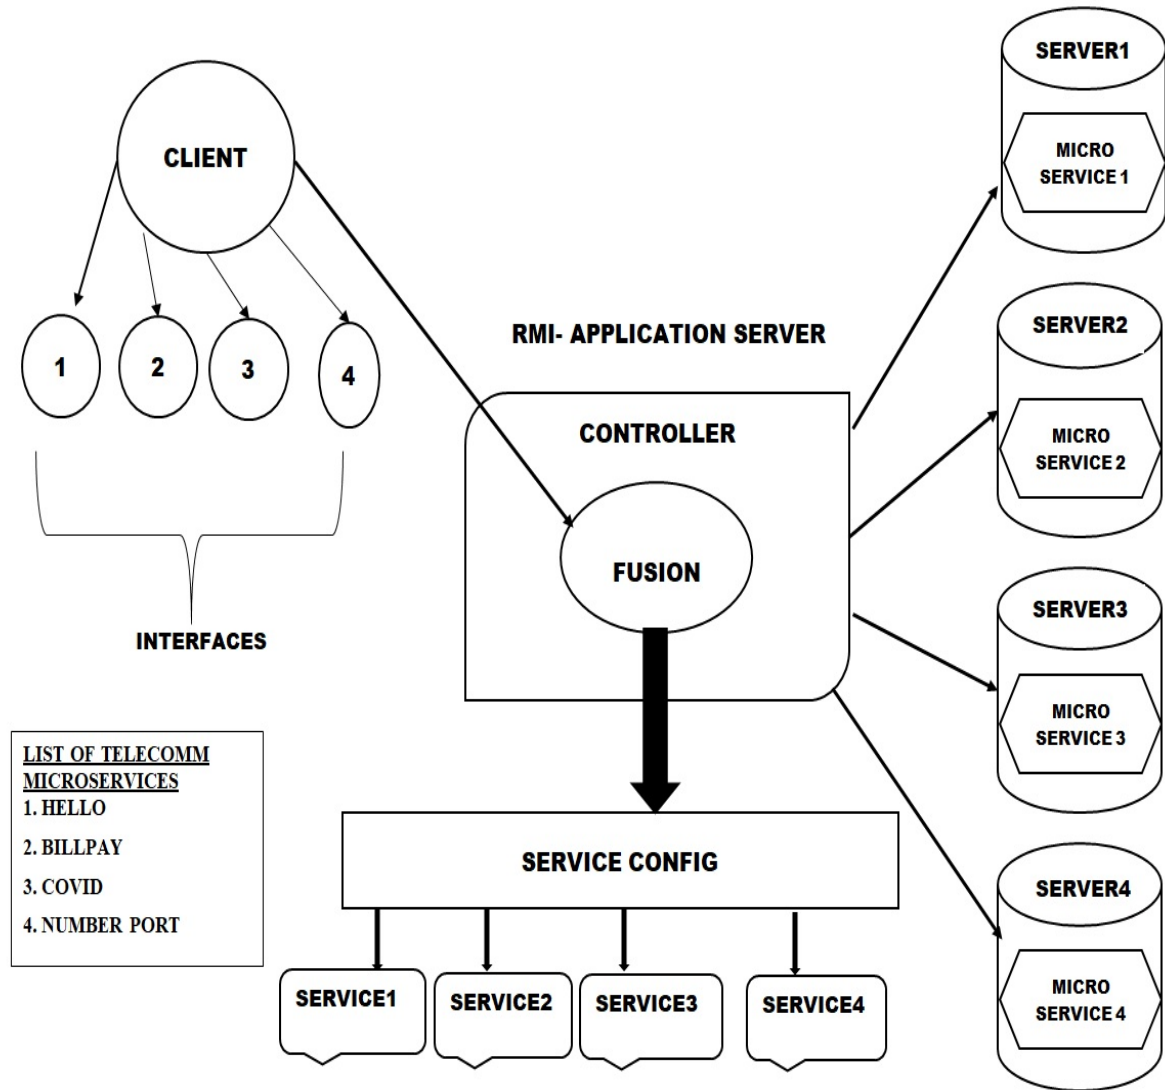 CLIENT
1
2
3
4
INTERFACES
LIST OF TELECOMM
MICROSERVICES
1. HELLO
2. BILLPAY
3. COVID
4. NUMBER PORT
RMI- APPLICATION SERVER
CONTROLLER
FUSION
SERVICE CONFIG
SERVICE1
SERVICE2
SERVICE3
SERVICE4
SERVER1
MICRO
SERVICE 1
SERVER2
MICRO
SERVICE 2
SERVER3
MICRO
SERVICE 3
SERVER4
MICRO
SERVICE 4